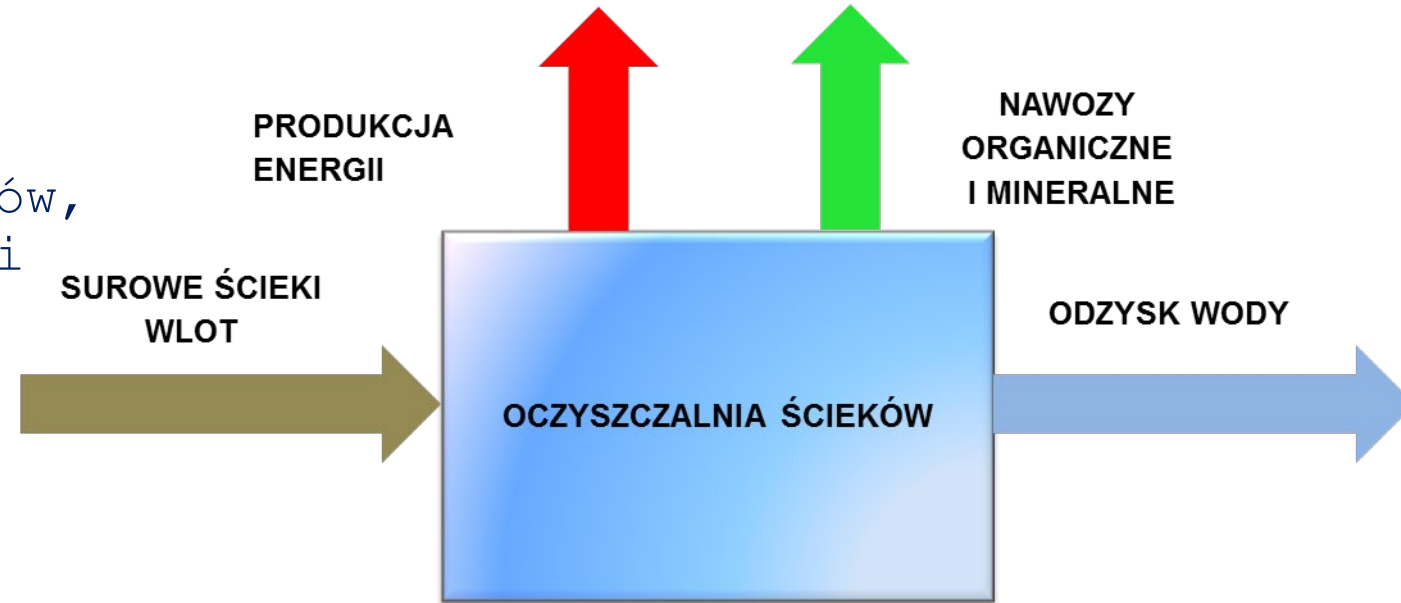 PRODUKCJA
ENERGII
NAWOZY
ORGANICZNE
I MINERALNE
ów,
i
SUROWE ŚCIEKI
WLOT
ODZYSK WODY
OCZYSZCZALNIA ŚCIEKÓW